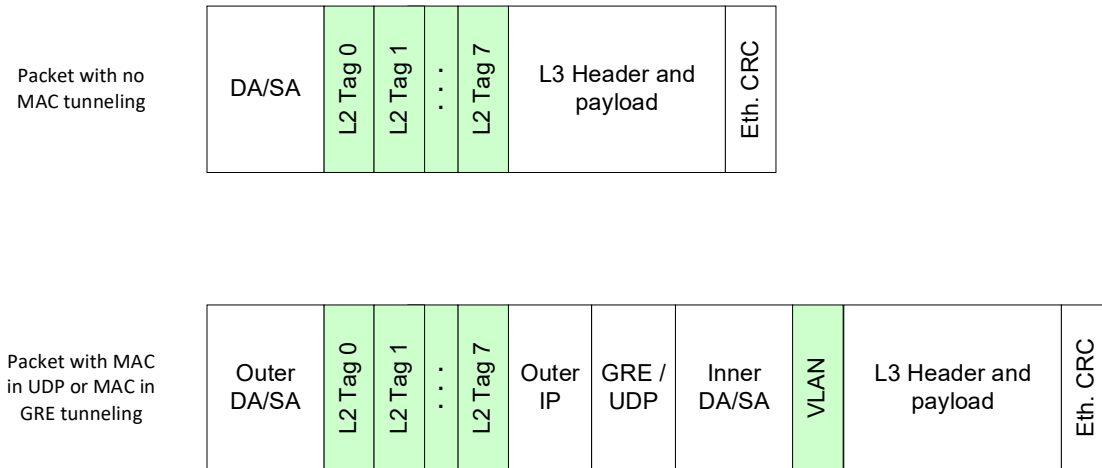 Packet with no
MAC tunneling
DA/SA
L2 Tag 0
L2 Tag 1
. . .
L2 Tag 7
L3 Header and
payload
Eth. CRC
Packet with MAC
in UDP or MAC in
GRE tunneling
Outer
DA/SA
L2 Tag 0
L2 Tag 1
. . .
L2 Tag 7
Outer
IP
GRE /
UDP
Inner
DA/SA
VLAN
L3 Header and
payload
Eth. CRC